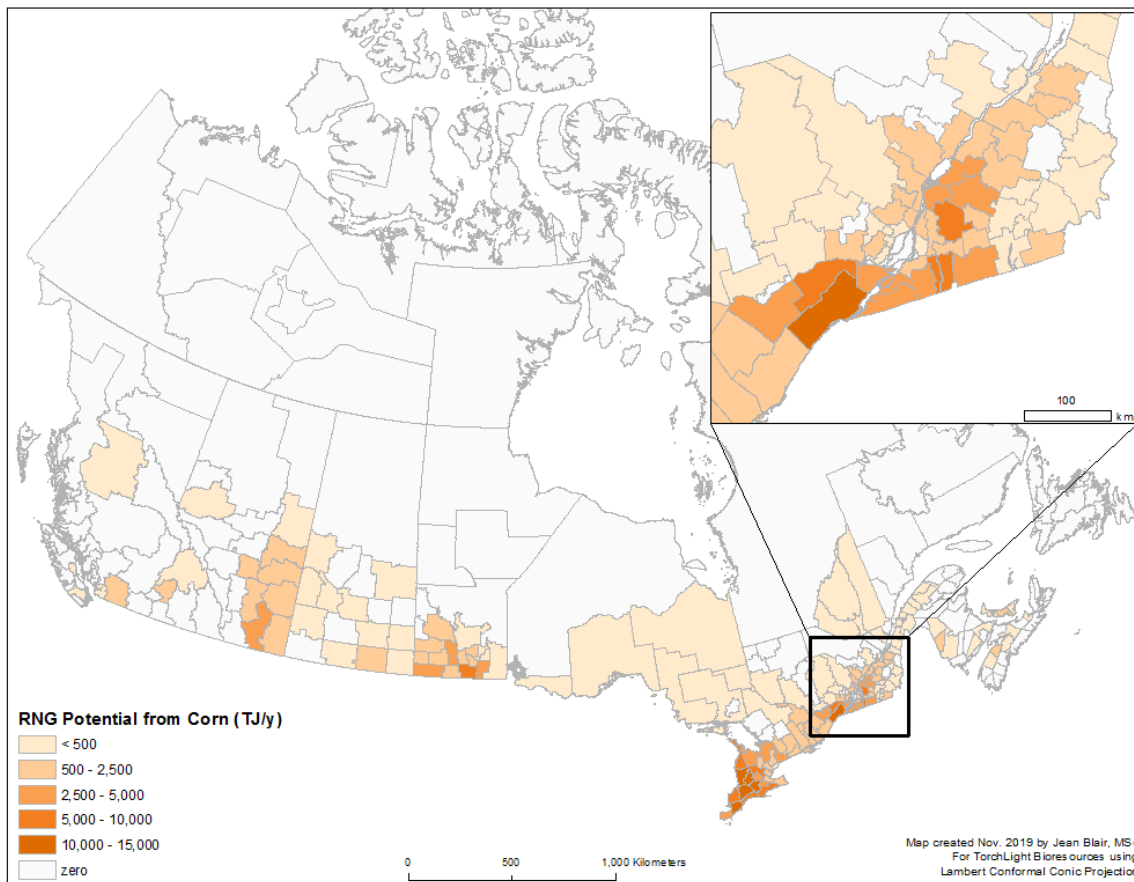 100
km
RNG Potential from Corn (TJ/y)
< 500
500 - 2,500
2,500 - 5,000
5,000 - 10,000
10,000 - 15,000
zero
0 500 1,000 Kilometers
Map created Nov. 2019 by Jean Blair, MSc
For TorchLight Bioresources using
Lambert Conformal Conic Projection